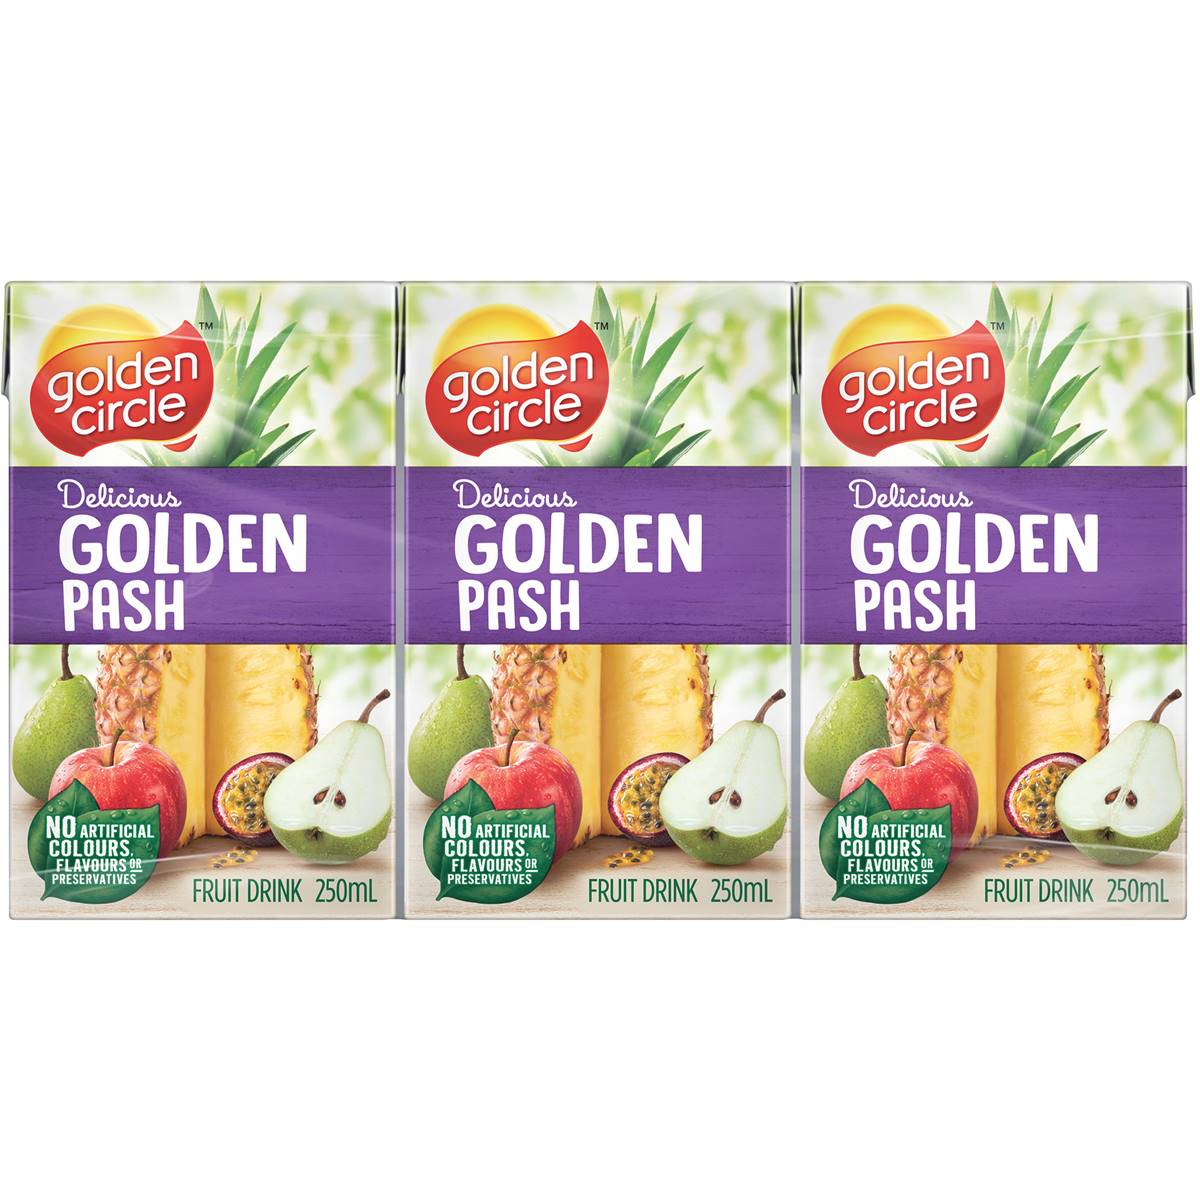 golden
circle
TM
Delicious
GOLDEN
PASH
NO ARTIFICIAL
COLOURS,
FLAVOURS OR
PRESERVATIVES
FRUIT DRINK 250mL
golden
circle
TM
Delicious
GOLDEN
PASH
NO ARTIFICIAL
COLOURS,
FLAVOURS OR
PRESERVATIVES
FRUIT DRINK 250mL
golden
circle
TM
Delicious
GOLDEN
PASH
NO ARTIFICIAL
COLOURS,
FLAVOURS OR
PRESERVATIVES
FRUIT DRINK 250mL